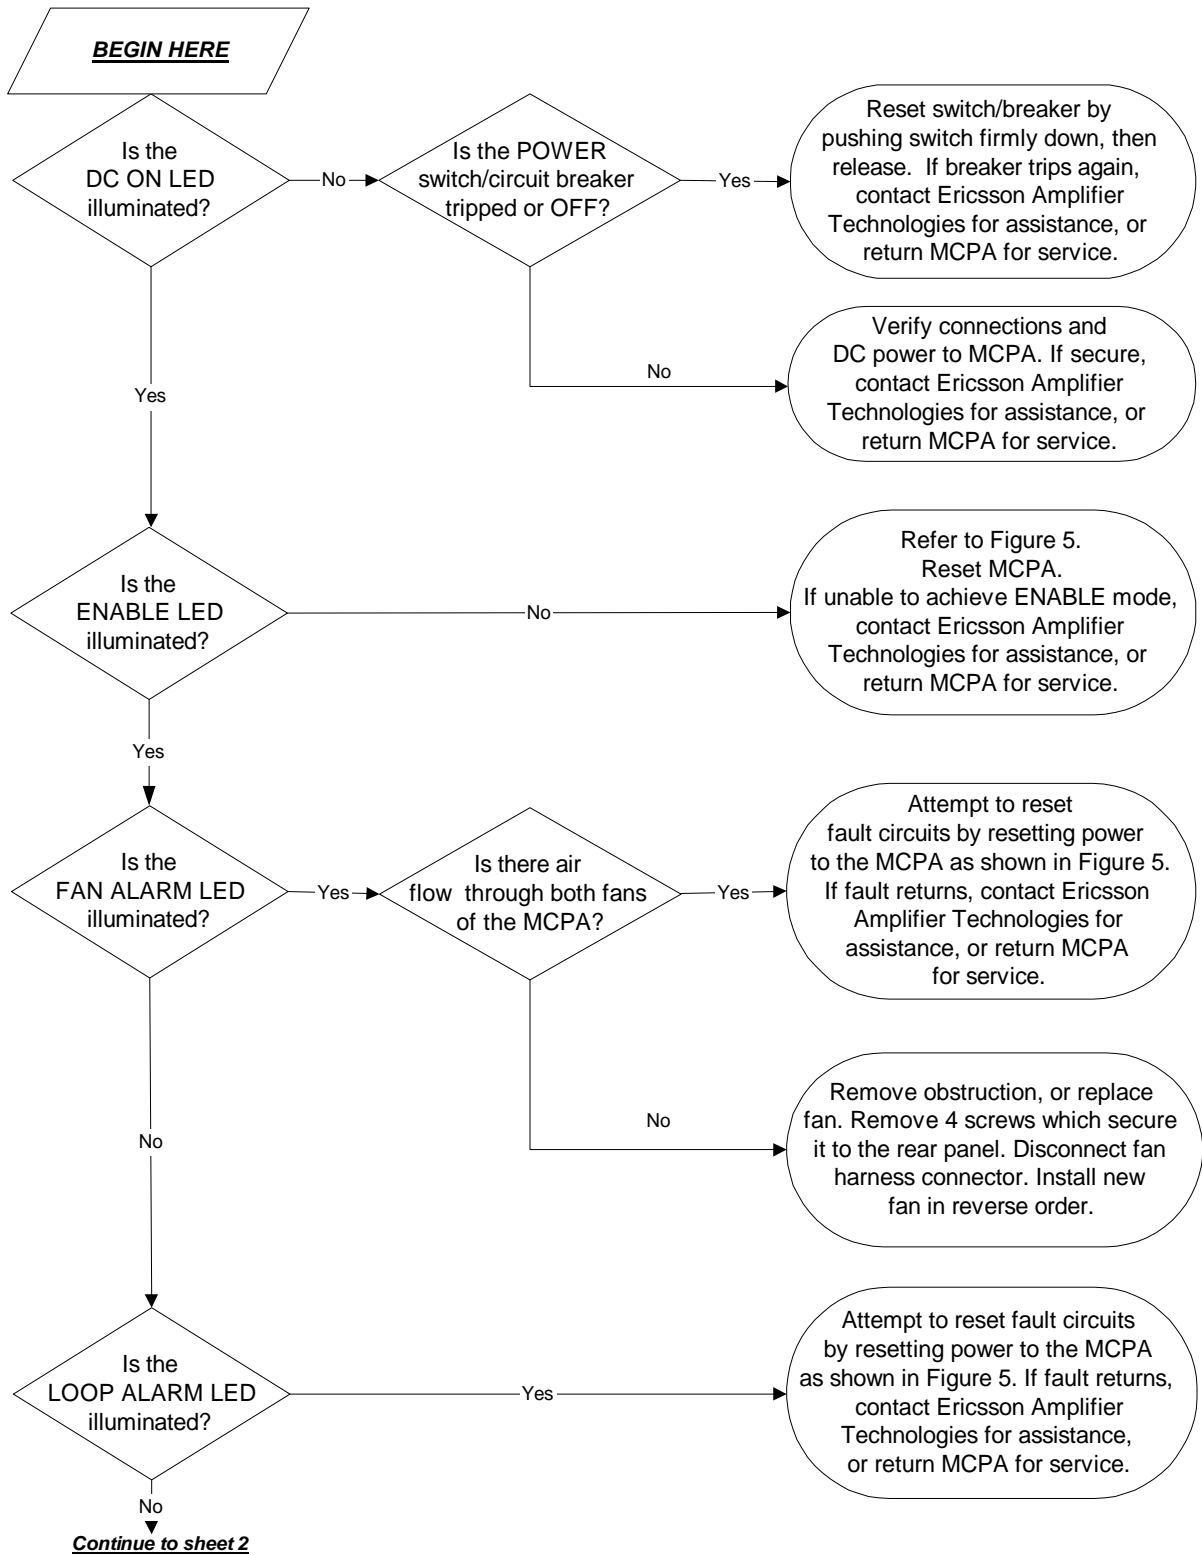 BEGIN HERE
Is the
DC ON LED
illuminated?
No
Is the POWER
switch/circuit breaker
tripped or OFF?
Yes
Reset switch/breaker by
pushing switch firmly down, then
release. If breaker trips again,
contact Ericsson Amplifier
Technologies for assistance, or
return MCPA for service.
No
Verify connections and
DC power to MCPA. If secure,
contact Ericsson Amplifier
Technologies for assistance, or
return MCPA for service.
Yes
Is the
ENABLE LED
illuminated?
No
Refer to Figure 5.
Reset MCPA.
If unable to achieve ENABLE mode,
contact Ericsson Amplifier
Technologies for assistance, or
return MCPA for service.
Yes
Is the
FAN ALARM LED
illuminated?
Yes
Is there air
flow through both fans
of the MCPA?
Yes
Attempt to reset
fault circuits by resetting power
to the MCPA as shown in Figure 5.
If fault returns, contact Ericsson
Amplifier Technologies for
assistance, or return MCPA
for service.
No
Remove obstruction, or replace
fan. Remove 4 screws which secure
it to the rear panel. Disconnect fan
harness connector. Install new
fan in reverse order.
No
Is the
LOOP ALARM LED
illuminated?
Yes
Attempt to reset fault circuits
by resetting power to the MCPA
as shown in Figure 5. If fault returns,
contact Ericsson Amplifier
Technologies for assistance,
or return MCPA for service.
No
Continue to sheet 2